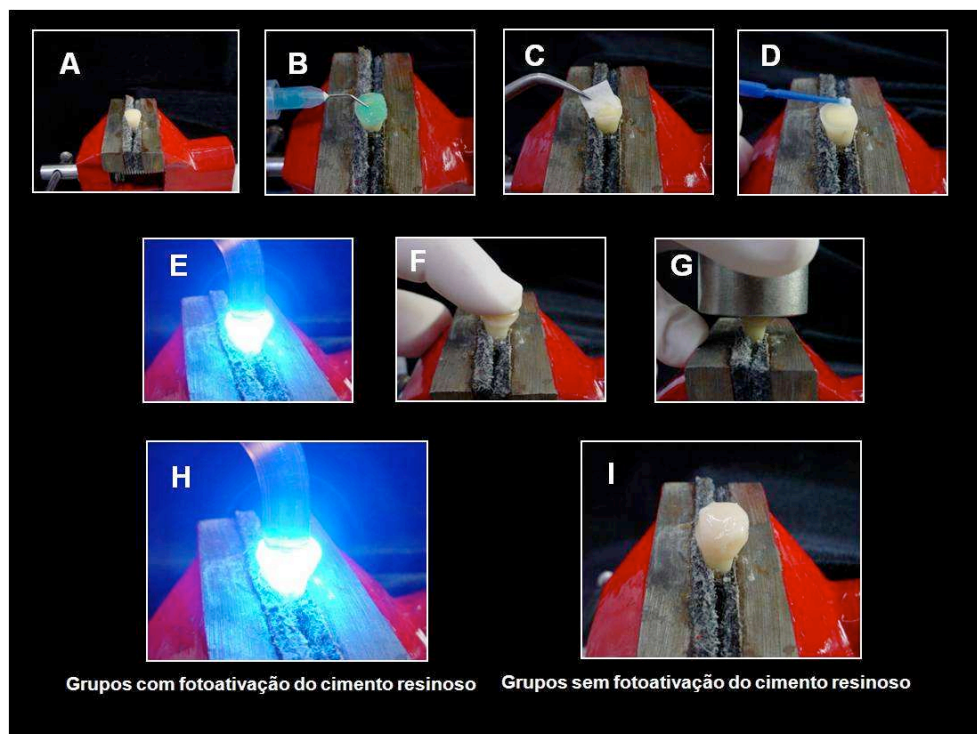 A
B
C
D
E
F
G
H
I
Grupos com fotoativação do cimento resinoso
Grupos sem fotoativação do cimento resinoso